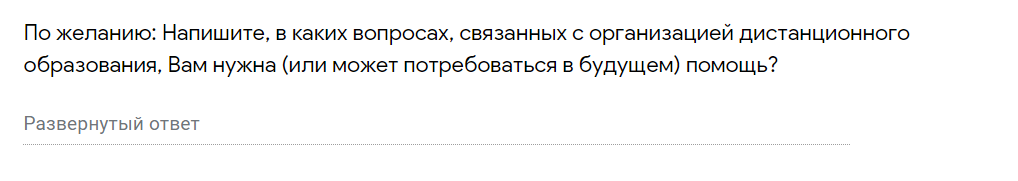 По желанию: Напишите, в каких вопросах, связанных с организацией дистанционного
образования, Вам нужна (или может потребоваться в будущем) помощь?
Развернутый ответ